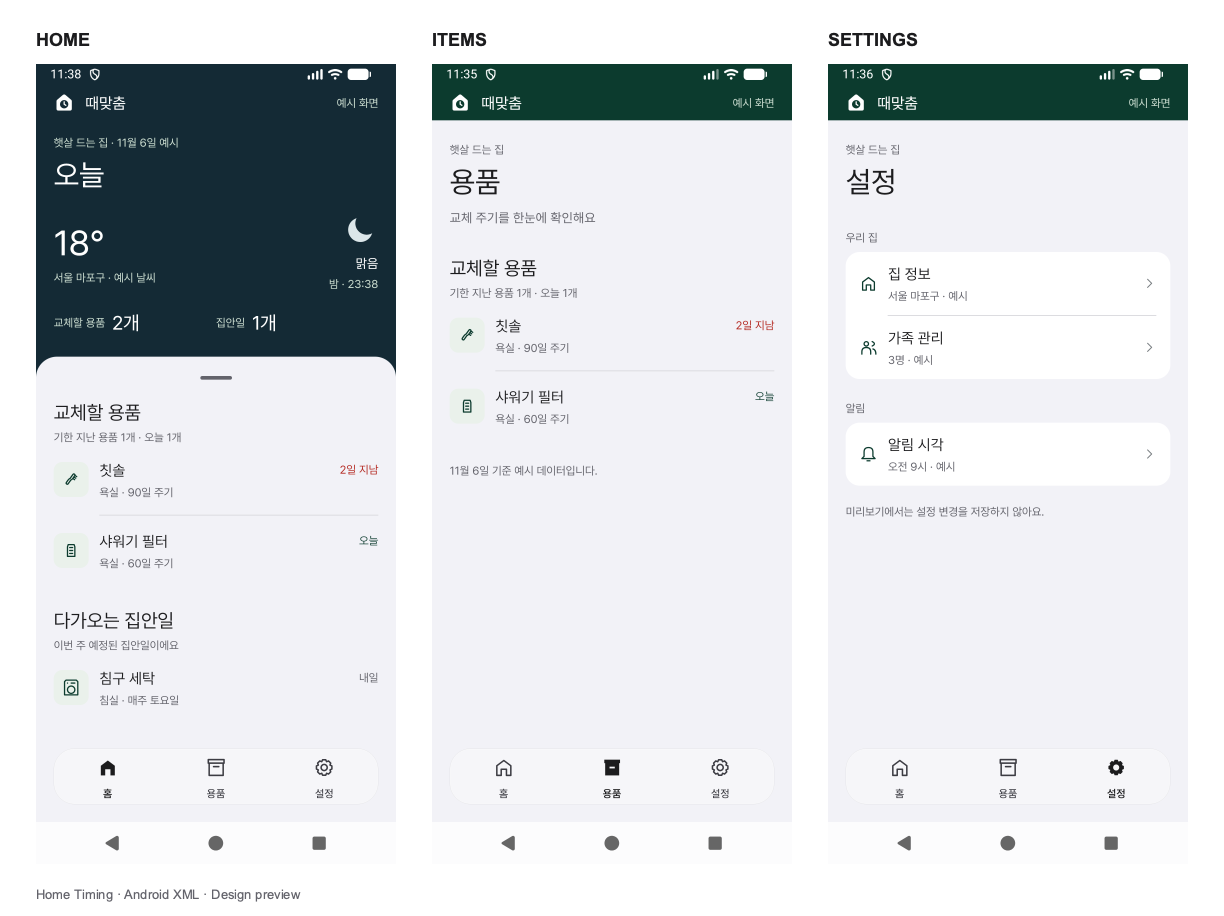 HOME
11:38
때맞춤
예시 화면
햇살 드는 집 · 11월 6일 예시
오늘
18°
맑음
서울 마포구 · 예시 날씨
밤 · 23:38
교체할 용품 2개
집안일 1개
교체할 용품
기한 지난 용품 1개 · 오늘 1개
칫솔
2일 지남
욕실 · 90일 주기
샤워기 필터
오늘
욕실 · 60일 주기
다가오는 집안일
이번 주 예정된 집안일이에요
침구 세탁
내일
침실 · 매주 토요일
홈
용품
설정
ITEMS
11:35
때맞춤
예시 화면
햇살 드는 집
용품
교체 주기를 한눈에 확인해요
교체할 용품
기한 지난 용품 1개 · 오늘 1개
칫솔
2일 지남
욕실 · 90일 주기
샤워기 필터
오늘
욕실 · 60일 주기
11월 6일 기준 예시 데이터입니다.
홈
용품
설정
SETTINGS
11:36
때맞춤
예시 화면
햇살 드는 집
설정
우리 집
집 정보
서울 마포구 · 예시
가족 관리
3명 · 예시
알림
알림 시각
오전 9시 · 예시
미리보기에서는 설정 변경을 저장하지 않아요.
홈
용품
설정
Home Timing · Android XML · Design preview